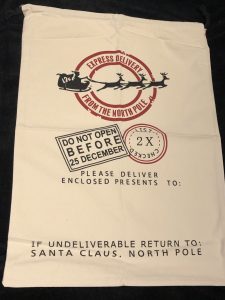 EXPRESS DELIVERY
FROM THE NORTH POLE
DO NOT OPEN
BEFORE
25 DECEMBER
LIST
2X
CHECKED
PLEASE DELIVER
ENCLOSED PRESENTS TO:
IF UNDELIVERABLE RETURN TO:
SANTA CLAUS, NORTH POLE